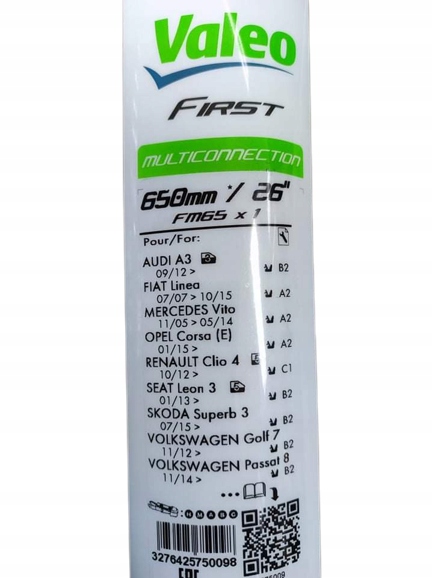 Valeo
FIRST
MULTICONNECTION
650mm / 26"
FM65 x 1
Pour/For:
AUDI A3
09/12 > B2
FIAT Linea
07/07 > 10/15 A2
MERCEDES Vito
11/05 > 05/14 A2
OPEL Corsa (E)
01/15 > A2
RENAULT Clio 4
10/12 > C1
SEAT Leon 3
01/13 > B2
SKODA Superb 3
07/15 > B2
VOLKSWAGEN Golf 7
11/12 > B2
VOLKSWAGEN Passat 8
11/14 > B2
...
H M A B C
3276425750098
EAC